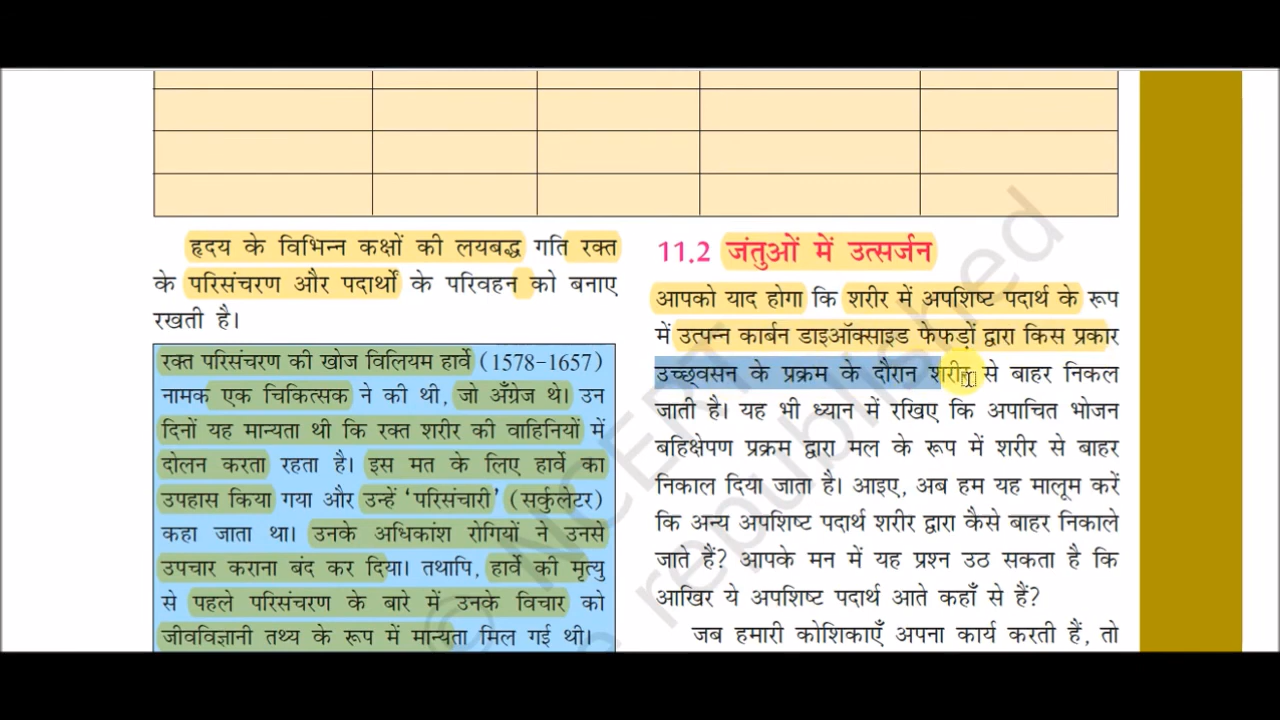 हृदय के विभिन्न कक्षों की लयबद्ध गति रक्त
के परिसंचरण और पदार्थों के परिवहन को बनाए
रखती है।
रक्त परिसंचरण की खोज विलियम हार्वे (1578-1657)
नामक एक चिकित्सक ने की थी, जो अँग्रेज थे। उन
दिनों यह मान्यता थी कि रक्त शरीर की वाहिनियों में
दोलन करता रहता है। इस मत के लिए हार्वे का
उपहास किया गया और उन्हें ‘परिसंचारी’ (सर्कुलेटर)
कहा जाता था। उनके अधिकांश रोगियों ने उनसे
उपचार कराना बंद कर दिया। तथापि, हार्वे की मृत्यु
से पहले परिसंचरण के बारे में उनके विचार को
जीवविज्ञानी तथ्य के रूप में मान्यता मिल गई थी।
11.2 जंतुओं में उत्सर्जन
आपको याद होगा कि शरीर में अपशिष्ट पदार्थ के रूप
में उत्पन्न कार्बन डाइऑक्साइड फेफड़ों द्वारा किस प्रकार
उच्छ्वसन के प्रक्रम के दौरान शरीर से बाहर निकल
जाती है। यह भी ध्यान में रखिए कि अपाचित भोजन
बहिक्षेपण प्रक्रम द्वारा मल के रूप में शरीर से बाहर
निकाल दिया जाता है। आइए, अब हम यह मालूम करें
कि अन्य अपशिष्ट पदार्थ शरीर द्वारा कैसे बाहर निकाले
जाते हैं? आपके मन में यह प्रश्न उठ सकता है कि
आखिर ये अपशिष्ट पदार्थ आते कहाँ से हैं?
जब हमारी कोशिकाएँ अपना कार्य करती हैं, तो
© NCERT
republished